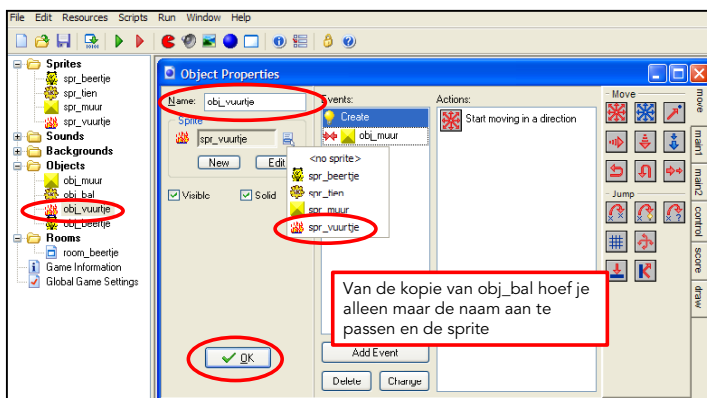 File Edit Resources Scripts Run Window Help
Sprites
spr_beertje
spr_tien
spr_muur
spr_vuurtje
Sounds
Backgrounds
Objects
obj_muur
obj_bal
obj_vuurtje
obj_beertje
Rooms
room_beertje
Game Information
Global Game Settings
Object Properties
Name: obj_vuurtje
Sprite
spr_vuurtje
New Edit
Visible Solid
OK
Events:
Create
obj_muur
<no sprite>
spr_beertje
spr_tien
spr_muur
spr_vuurtje
Add Event
Delete Change
Actions:
Start moving in a direction
Van de kopie van obj_bal hoef je
alleen maar de naam aan te
passen en de sprite
Move
Jump
move
main1
main2
control
score
draw